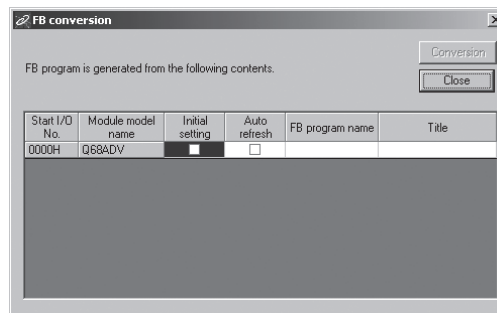 FB conversion
Conversion
FB program is generated from the following contents.
Close
Start I/O No. Module model name Initial setting Auto refresh FB program name Title
0000H Q68ADV